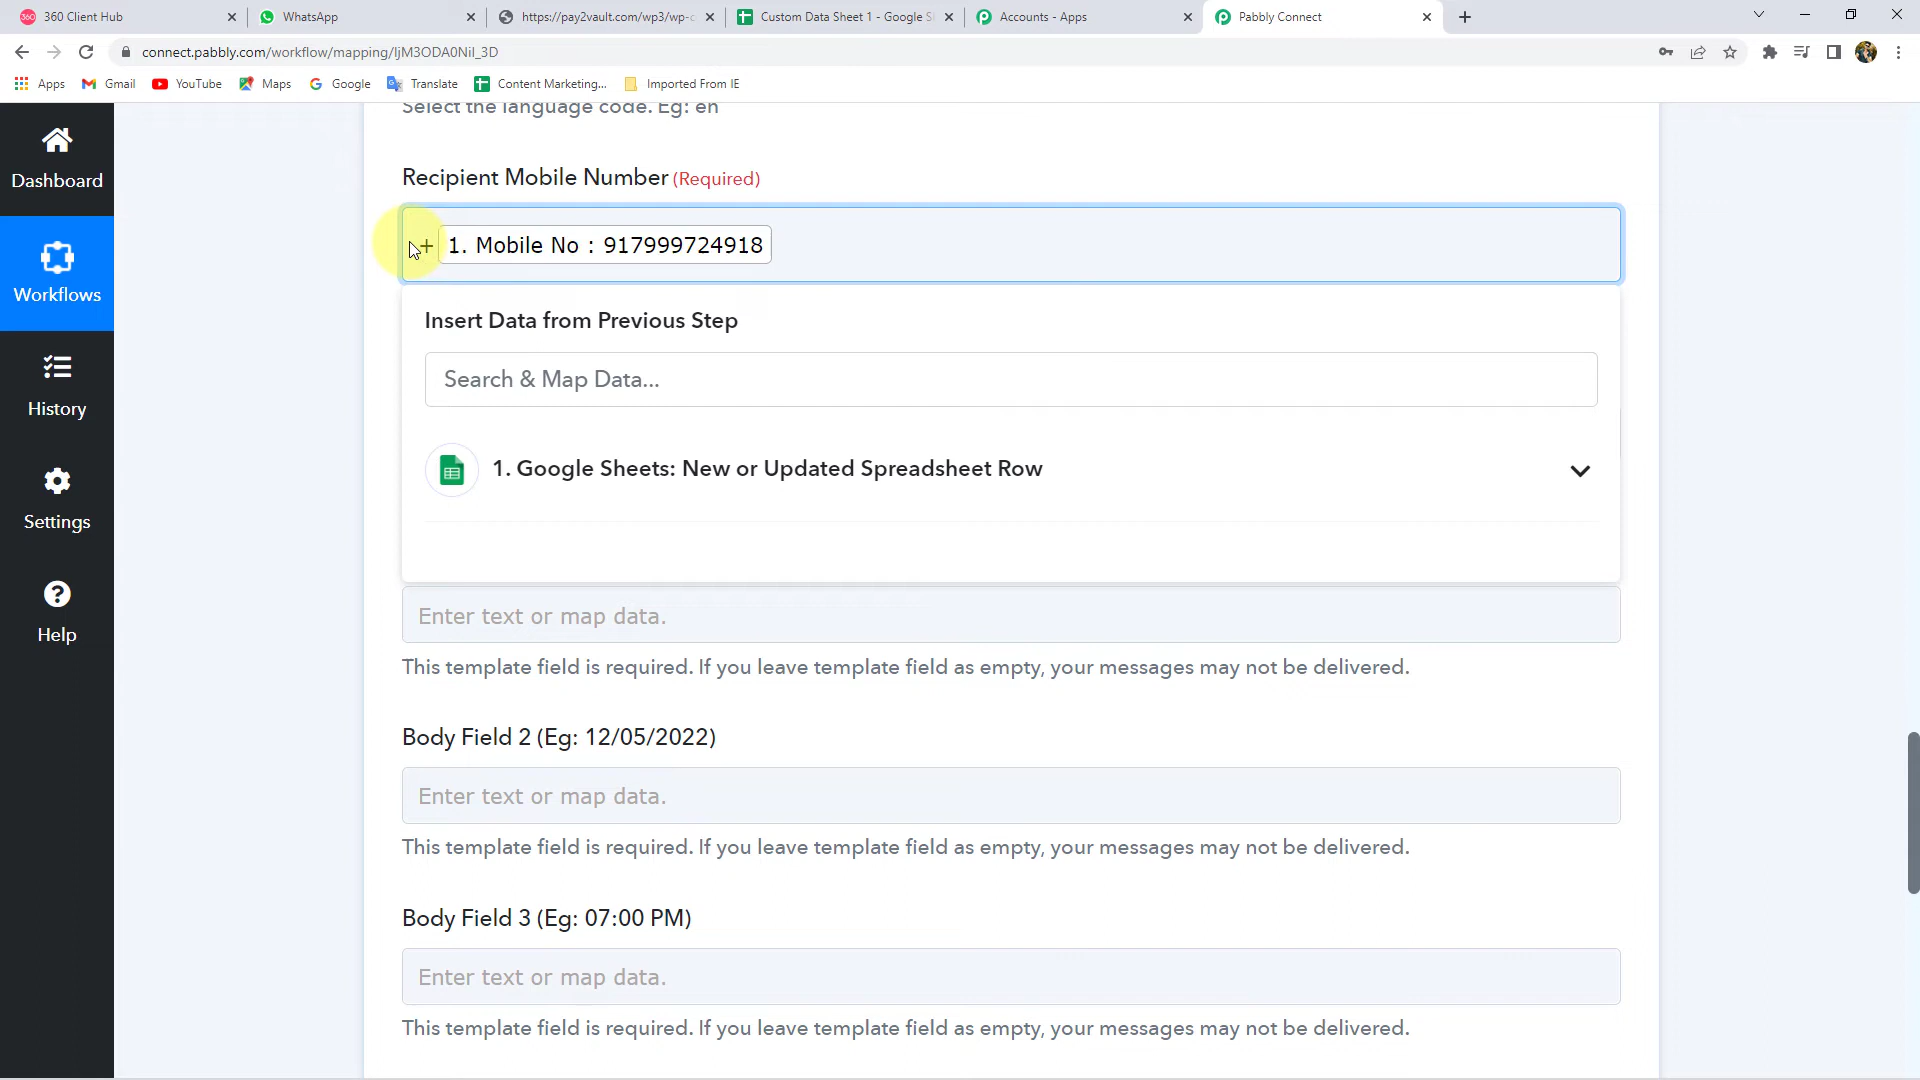 360 Client Hub
WhatsApp
https://pay2vault.com/wp3/wp-c
Custom Data Sheet 1 - Google S
Accounts - Apps
Pabbly Connect
connect.pabbly.com/workflow/mapping/IjM3ODA0NiI_3D
Apps
Gmail
YouTube
Maps
Google
Translate
Content Marketing...
Imported From IE
Dashboard
Workflows
History
Settings
Help
Select the language code. Eg: en
Recipient Mobile Number (Required)
+ 1. Mobile No : 917999724918
Insert Data from Previous Step
Search & Map Data...
1. Google Sheets: New or Updated Spreadsheet Row
Enter text or map data.
This template field is required. If you leave template field as empty, your messages may not be delivered.
Body Field 2 (Eg: 12/05/2022)
Enter text or map data.
This template field is required. If you leave template field as empty, your messages may not be delivered.
Body Field 3 (Eg: 07:00 PM)
Enter text or map data.
This template field is required. If you leave template field as empty, your messages may not be delivered.